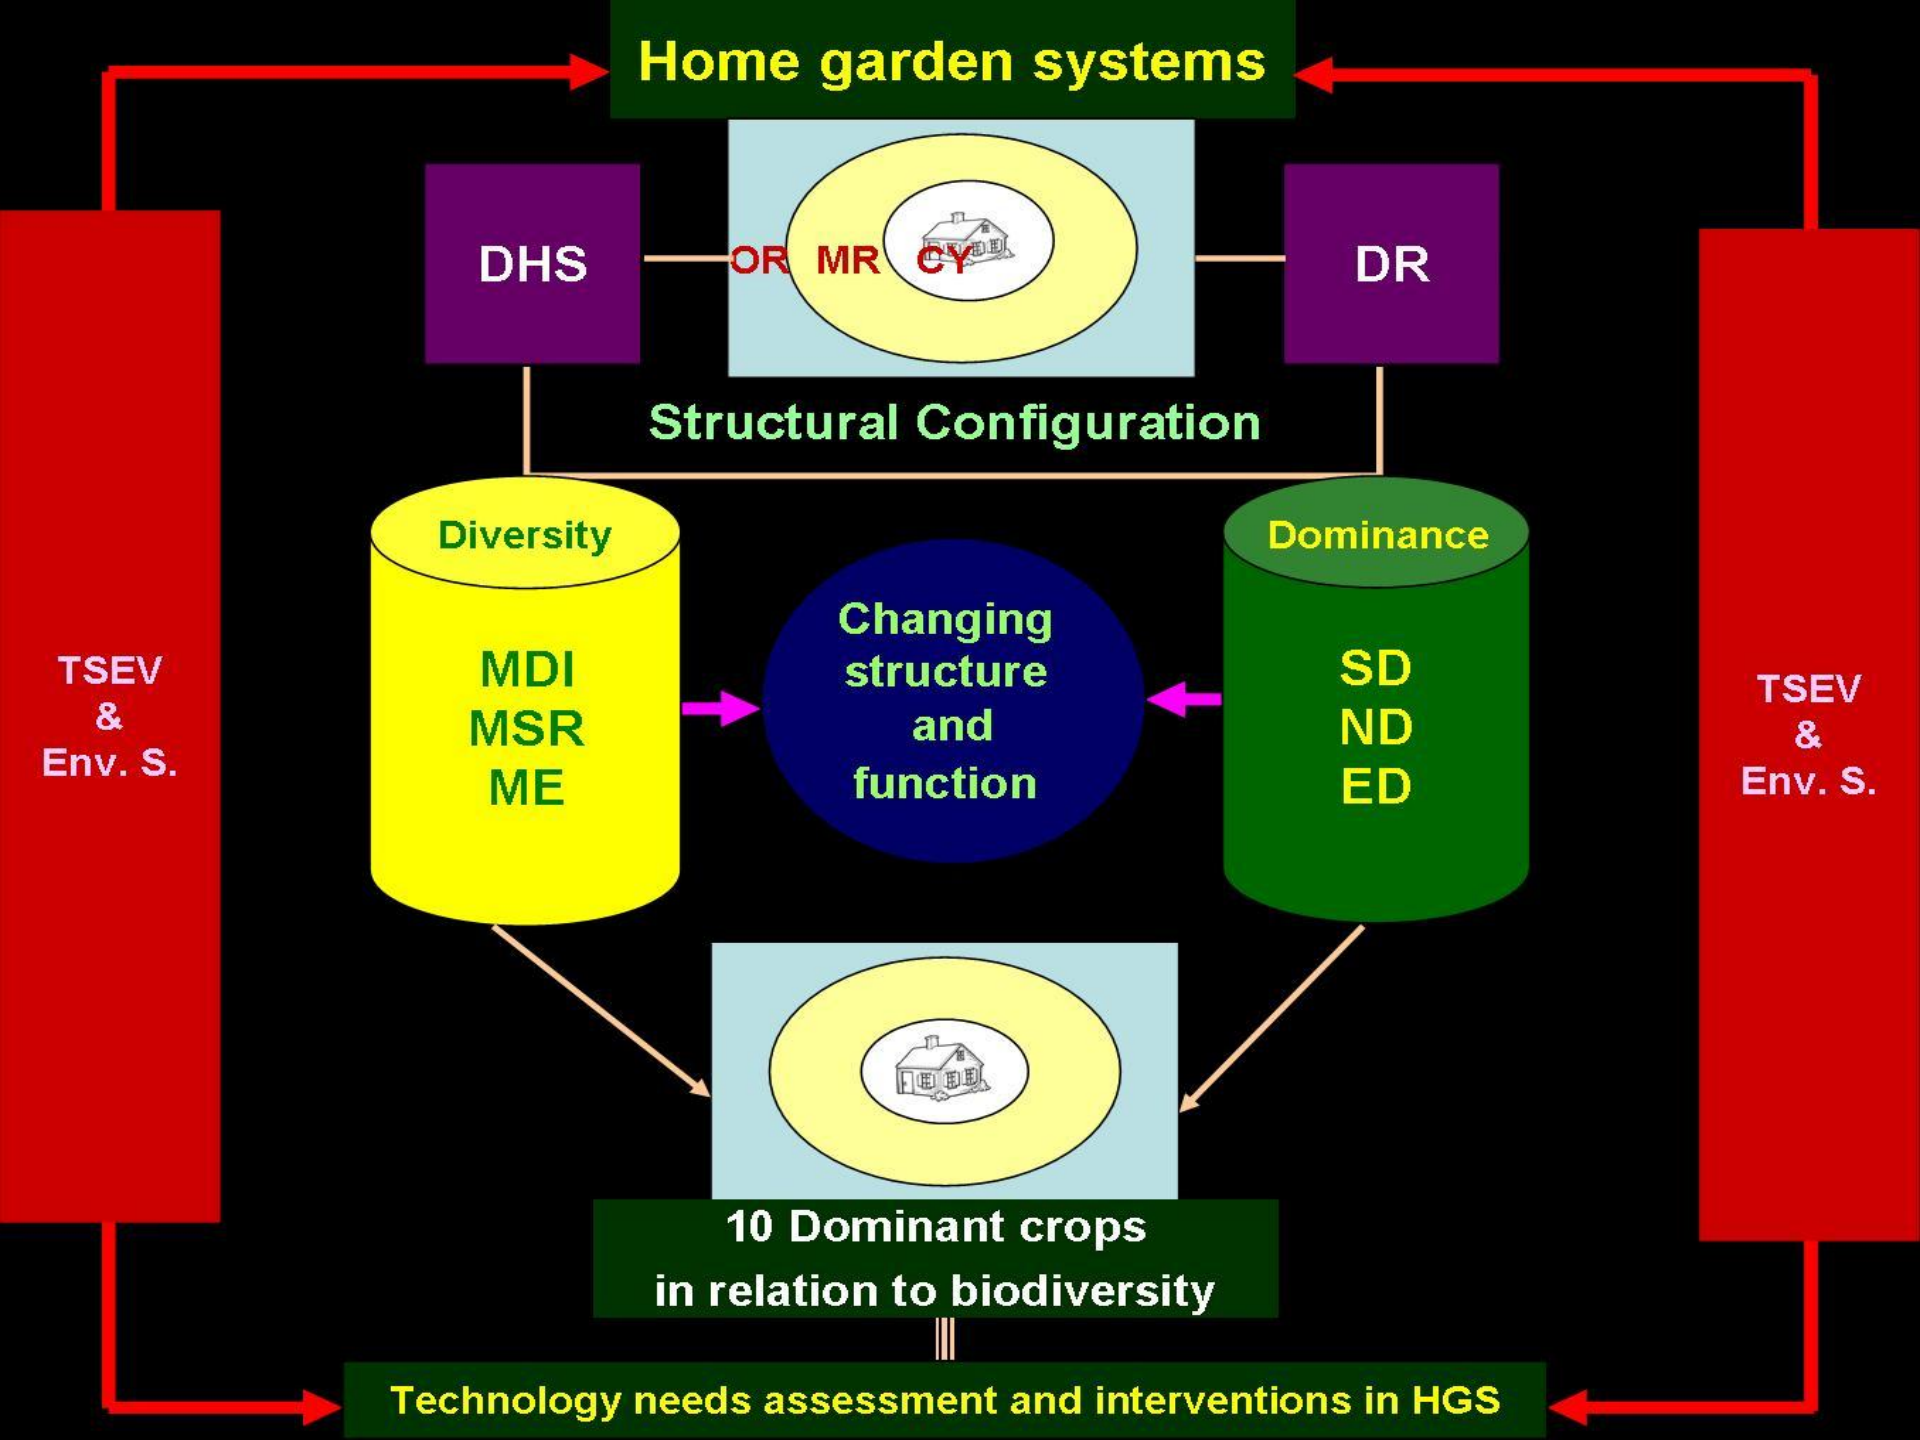 Home garden systems
DHS
OR MR CY
DR
Structural Configuration
Diversity
MDI
MSR
ME
Changing
structure
and
function
Dominance
SD
ND
ED
TSEV
&
Env. S.
TSEV
&
Env. S.
10 Dominant crops
in relation to biodiversity
Technology needs assessment and interventions in HGS